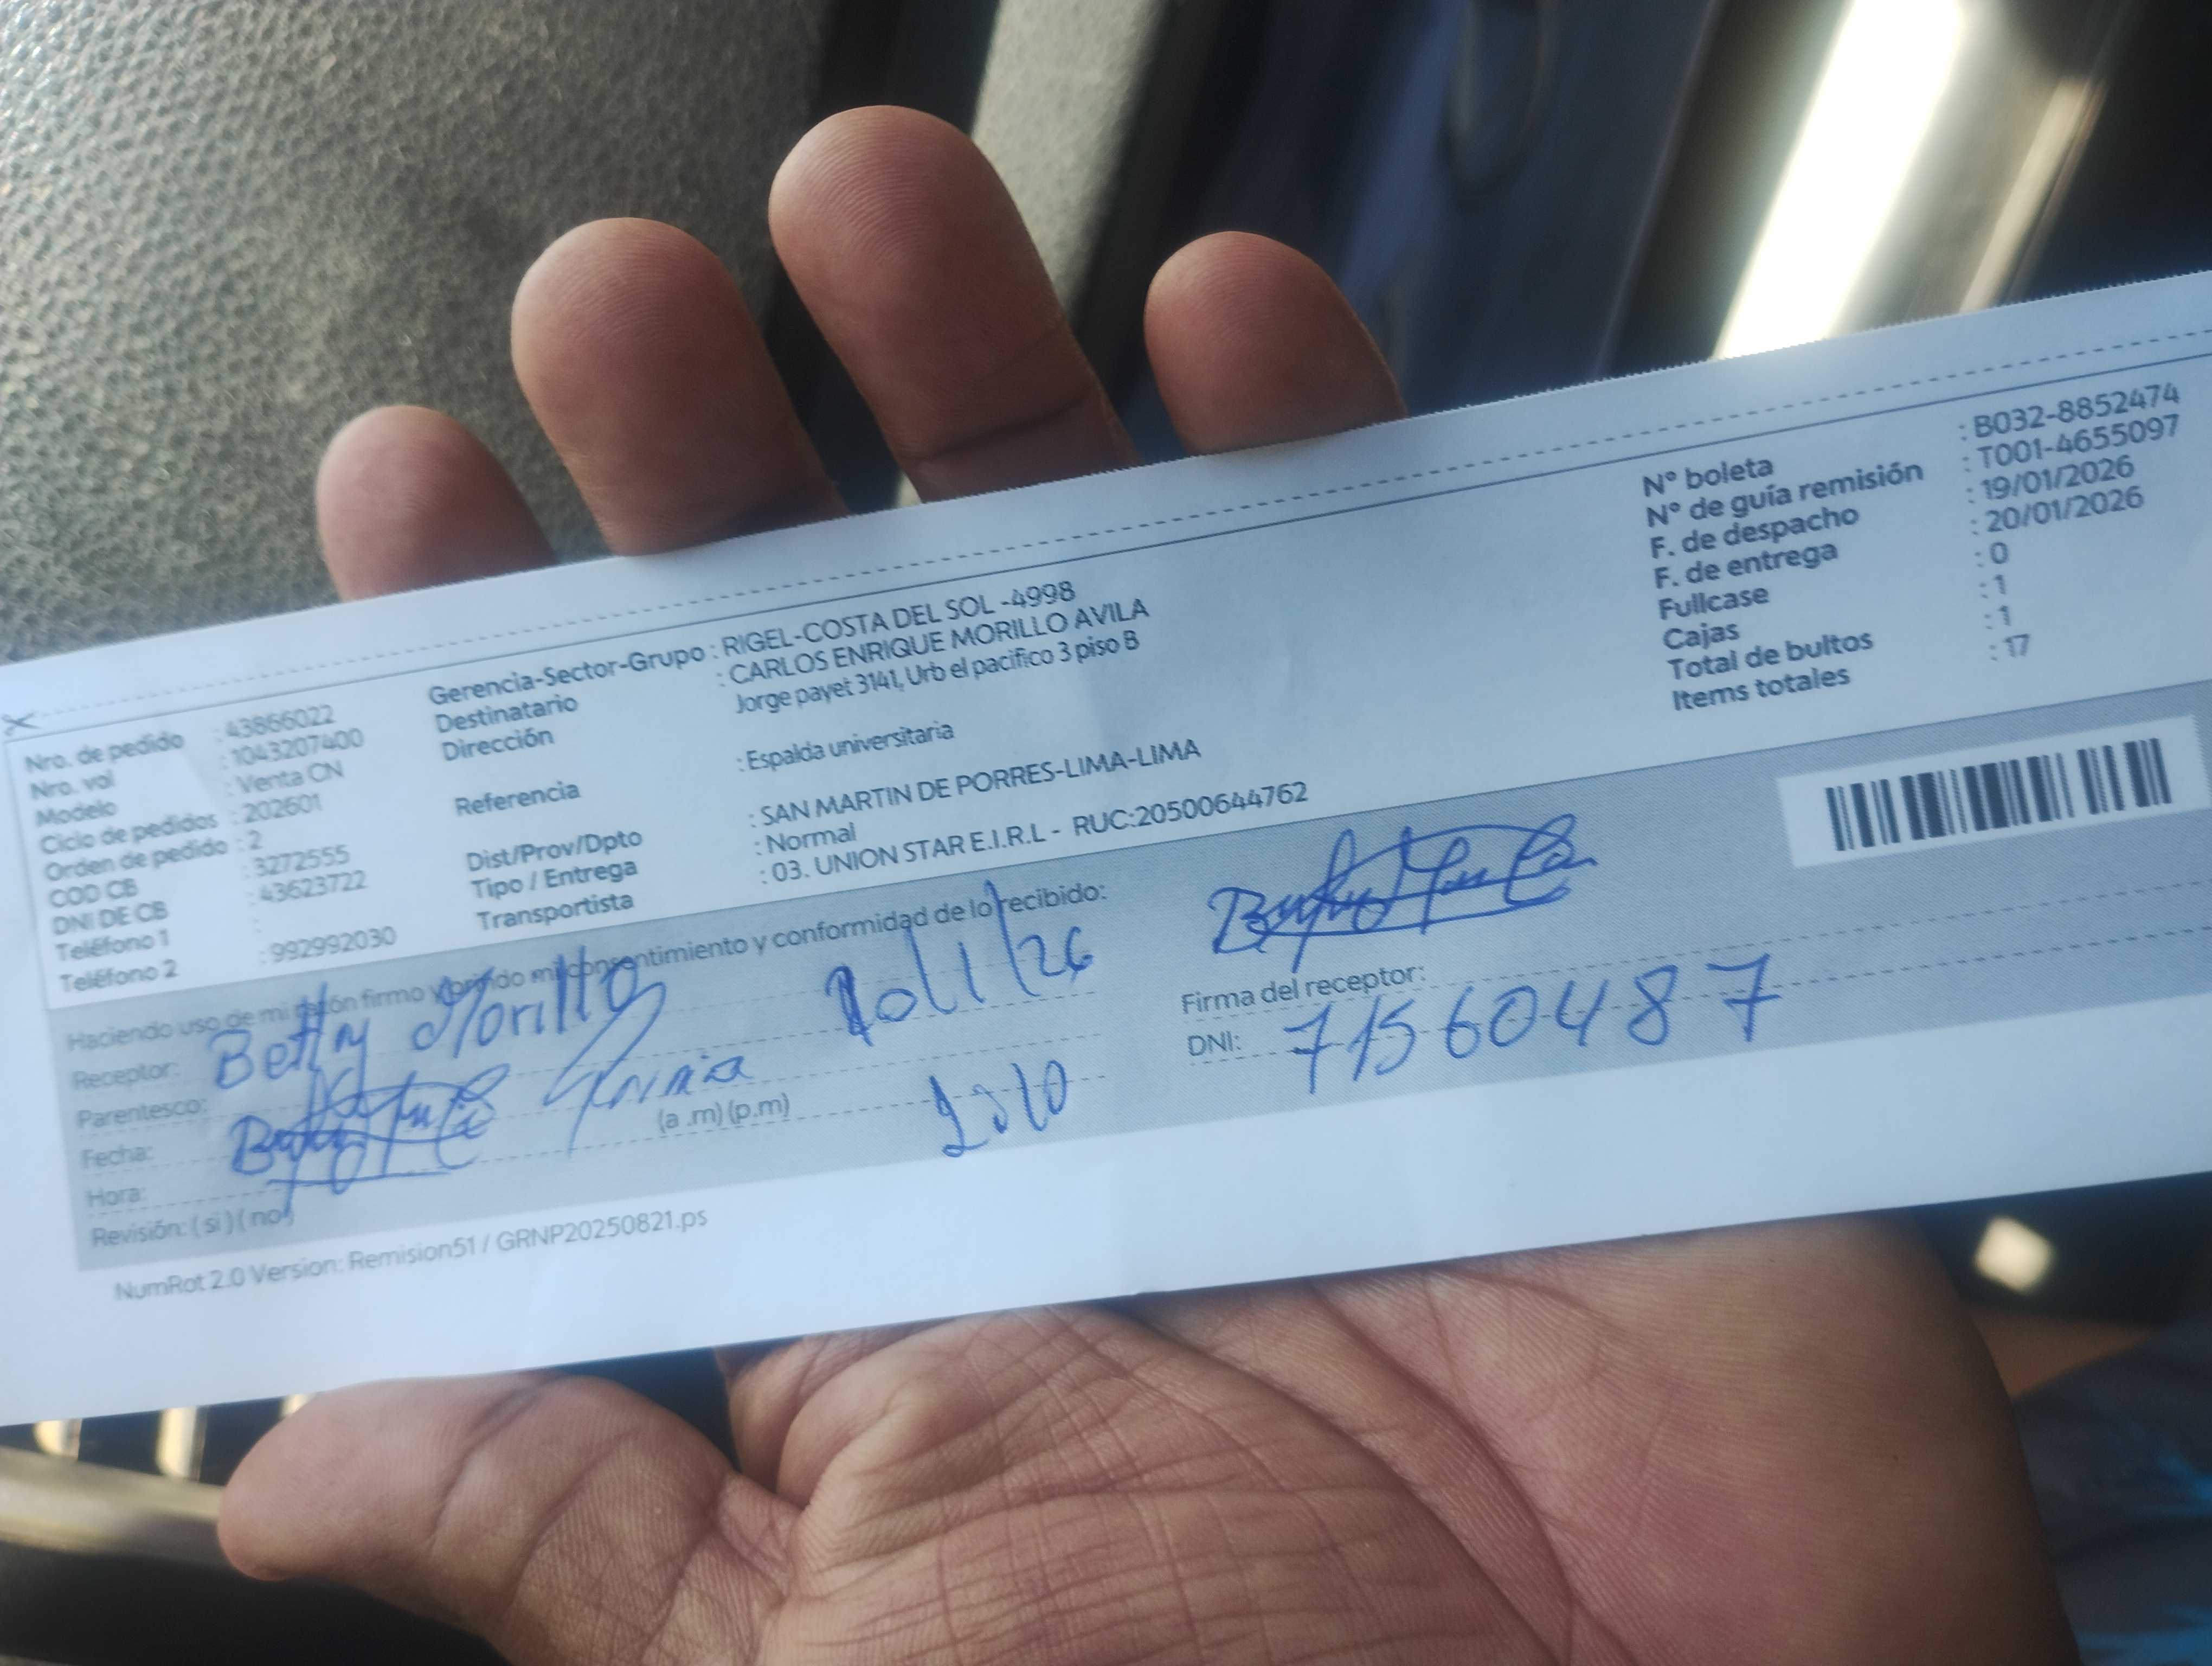 Nro. de pedido : 43866022
Nro. vol : 1043207400
Modelo : Venta CN
Ciclo de pedidos : 202601
Orden de pedido : 2
COD CB : 3272555
DNI DE CB : 43623722
Teléfono 1 :
Teléfono 2 : 992992030
Gerencia-Sector-Grupo : RIGEL-COSTA DEL SOL -4998
Destinatario : CARLOS ENRIQUE MORILLO AVILA
Dirección Jorge payet 3141, Urb el pacifico 3 piso B
Referencia : Espalda universitaria
Dist/Prov/Dpto : SAN MARTIN DE PORRES-LIMA-LIMA
Tipo / Entrega : Normal
Transportista : 03. UNION STAR E.I.R.L - RUC:20500644762
N° boleta : B032-8852474
N° de guía remisión : T001-4655097
F. de despacho : 19/01/2026
F. de entrega : 20/01/2026
Fullcase : 0
Cajas : 1
Total de bultos : 1
Items totales : 17
Haciendo uso de mi razón firmo y brindo mi consentimiento y conformidad de lo recibido:
Receptor: Betty Morillo
Parentesco:
Fecha:
Hora: (a .m) (p.m)
Revisión: ( si ) ( no )
Firma del receptor:
DNI: 71560487
NumRot 2.0 Version: Remision51 / GRNP20250821.ps